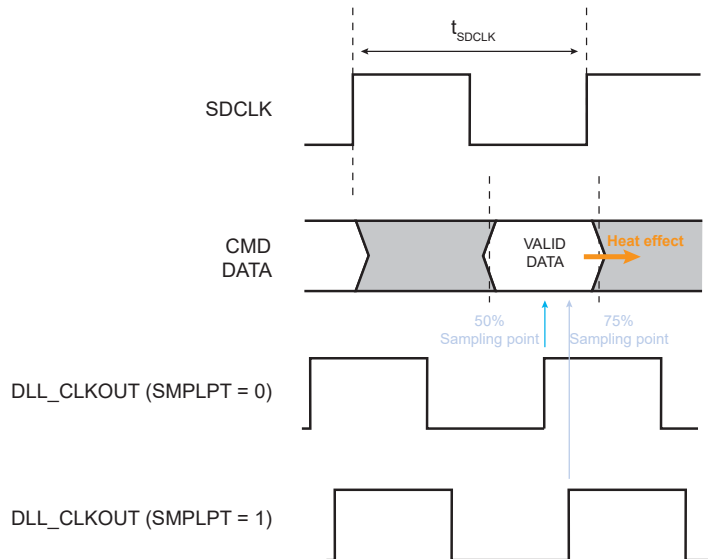 tSDCLK
SDCLK
CMD
DATA
VALID
DATA
Heat effect
50%
Sampling point
75%
Sampling point
DLL_CLKOUT (SMPLPT = 0)
DLL_CLKOUT (SMPLPT = 1)